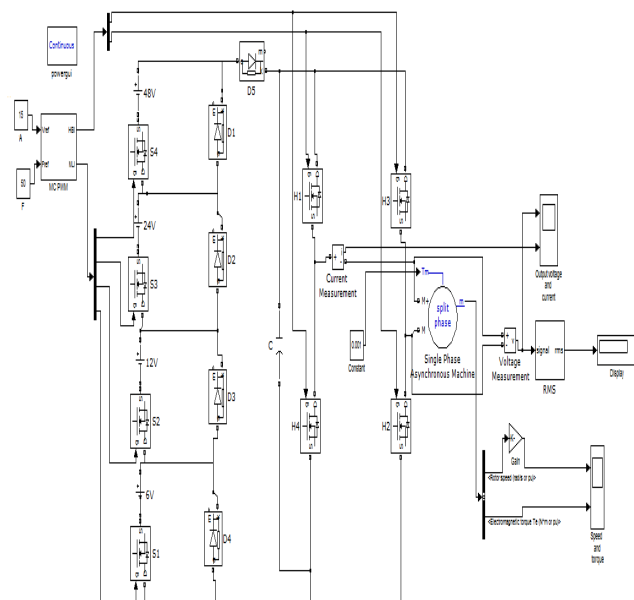 Continuous
powergui
15
A
50
F
Vref
Fref
HBI
MLI
MC PWM
48V
S4
D1
D5
m
24V
S3
D2
12V
S2
D3
6V
S1
D4
C
H1
H3
H4
H2
Current
Measurement
0.001
Constant
Tm
M+
M
split
phase
m
Single Phase
Asynchronous Machine
Voltage
Measurement
signal
rms
RMS
Display
Output voltage
and
current
Gain
<Rotor speed (rad/s or pu)>
<Electromagnetic torque Te (N*m or pu)>
Speed
and
torque